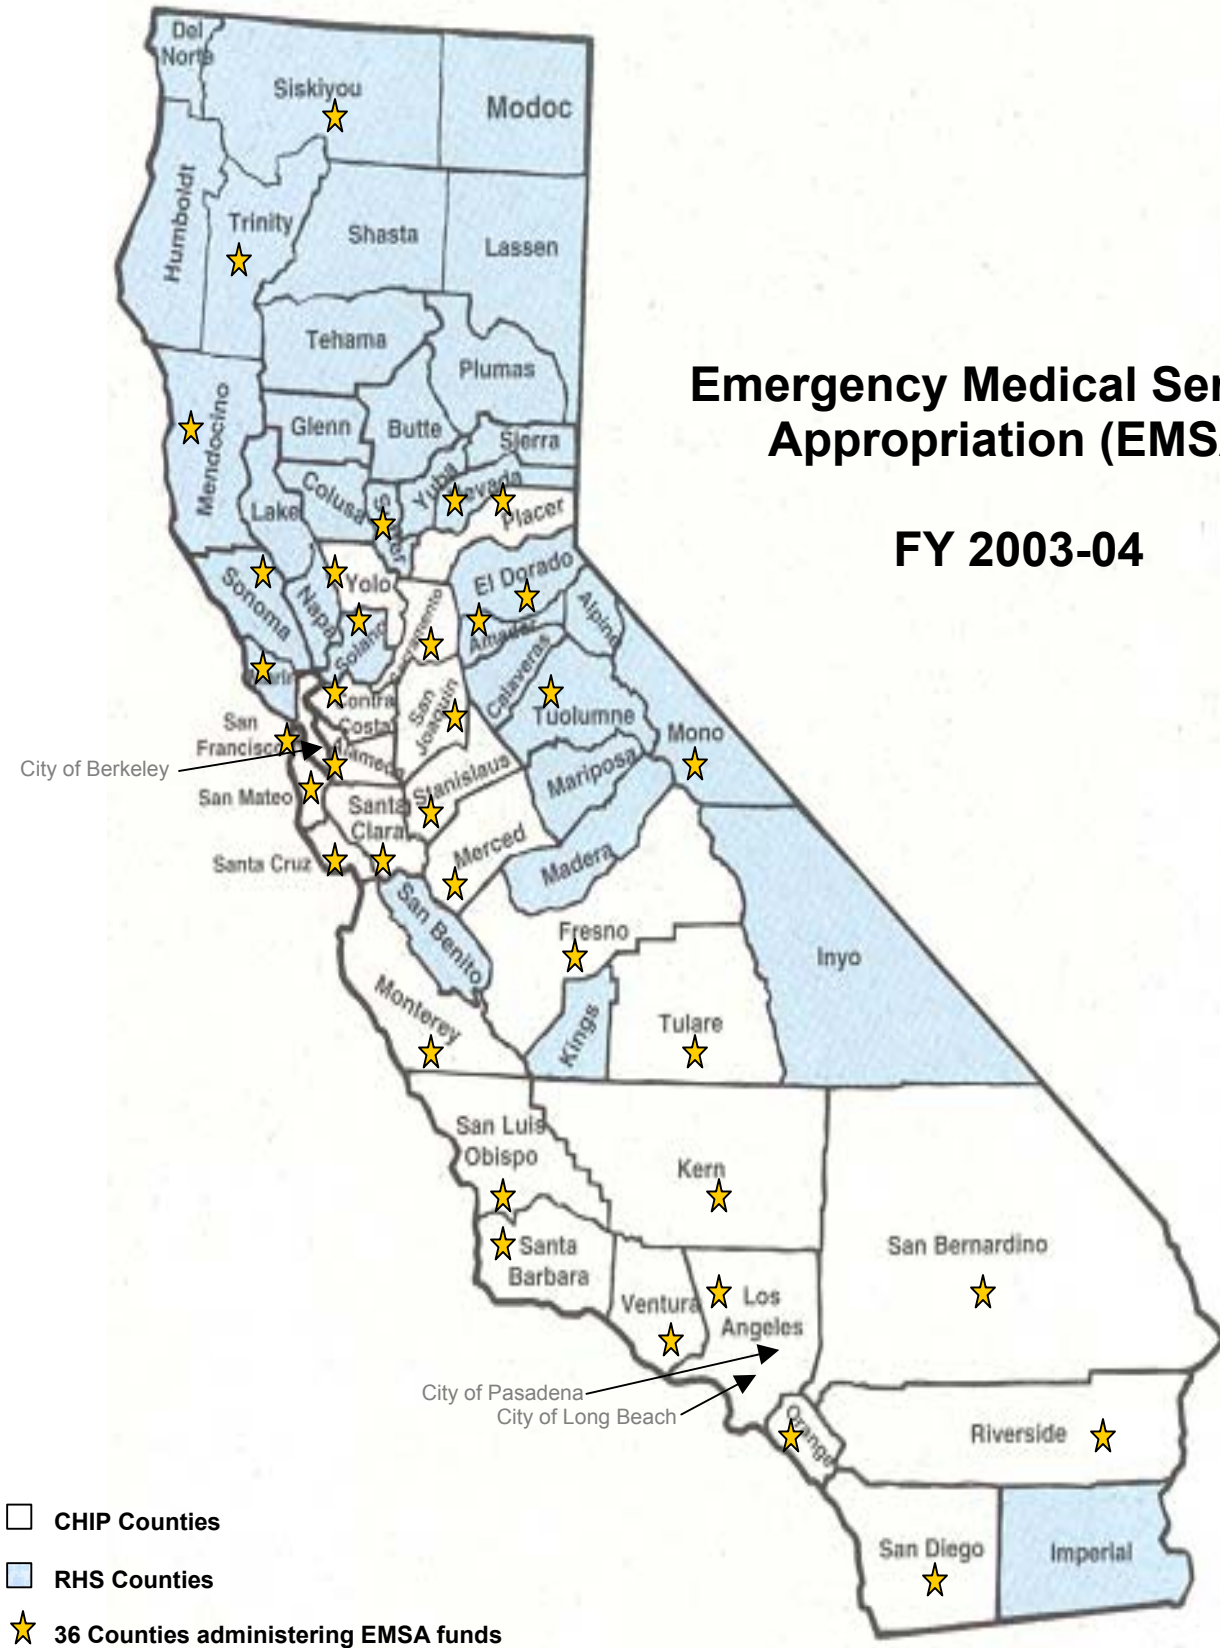 Del
Norte
Siskiyou
Modoc
Humboldt
Trinity
Shasta
Lassen
Tehama
Plumas
Emergency Medical Ser
Appropriation (EMSA
FY 2003-04
Mendocino
Glenn
Butte
Sierra
Lake
Colusa
Yuba
Placer
Sonoma
Napa
Yolo
Solano
El Dorado
Alpine
Amador
Calaveras
Contra
Costa
San
Joaquin
Tuolumne
Mono
San
Francisco
City of Berkeley
Alameda
Stanislaus
Mariposa
San Mateo
Santa
Clara
Merced
Madera
Santa Cruz
San Benito
Fresno
Inyo
Monterey
Kings
Tulare
San Luis
Obispo
Kern
Santa
Barbara
San Bernardino
Ventura
Los
Angeles
City of Pasadena
City of Long Beach
Orange
Riverside
San Diego
Imperial
CHIP Counties
RHS Counties
36 Counties administering EMSA funds